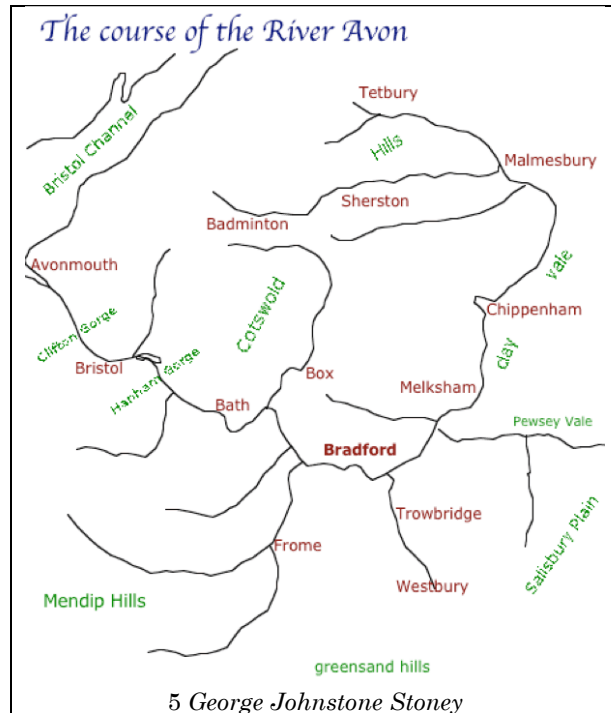 The course of the River Avon
Tetbury
Bristol Channel
Hills
Malmesbury
Sherston
Badminton
Avonmouth
vale
Cotswold
Chippenham
Clifton Gorge
Bristol
Hanham Gorge
Box
clay
Melksham
Bath
Pewsey Vale
Bradford
Trowbridge
Salisbury Plain
Frome
Westbury
Mendip Hills
greensand hills
5 George Johnstone Stoney